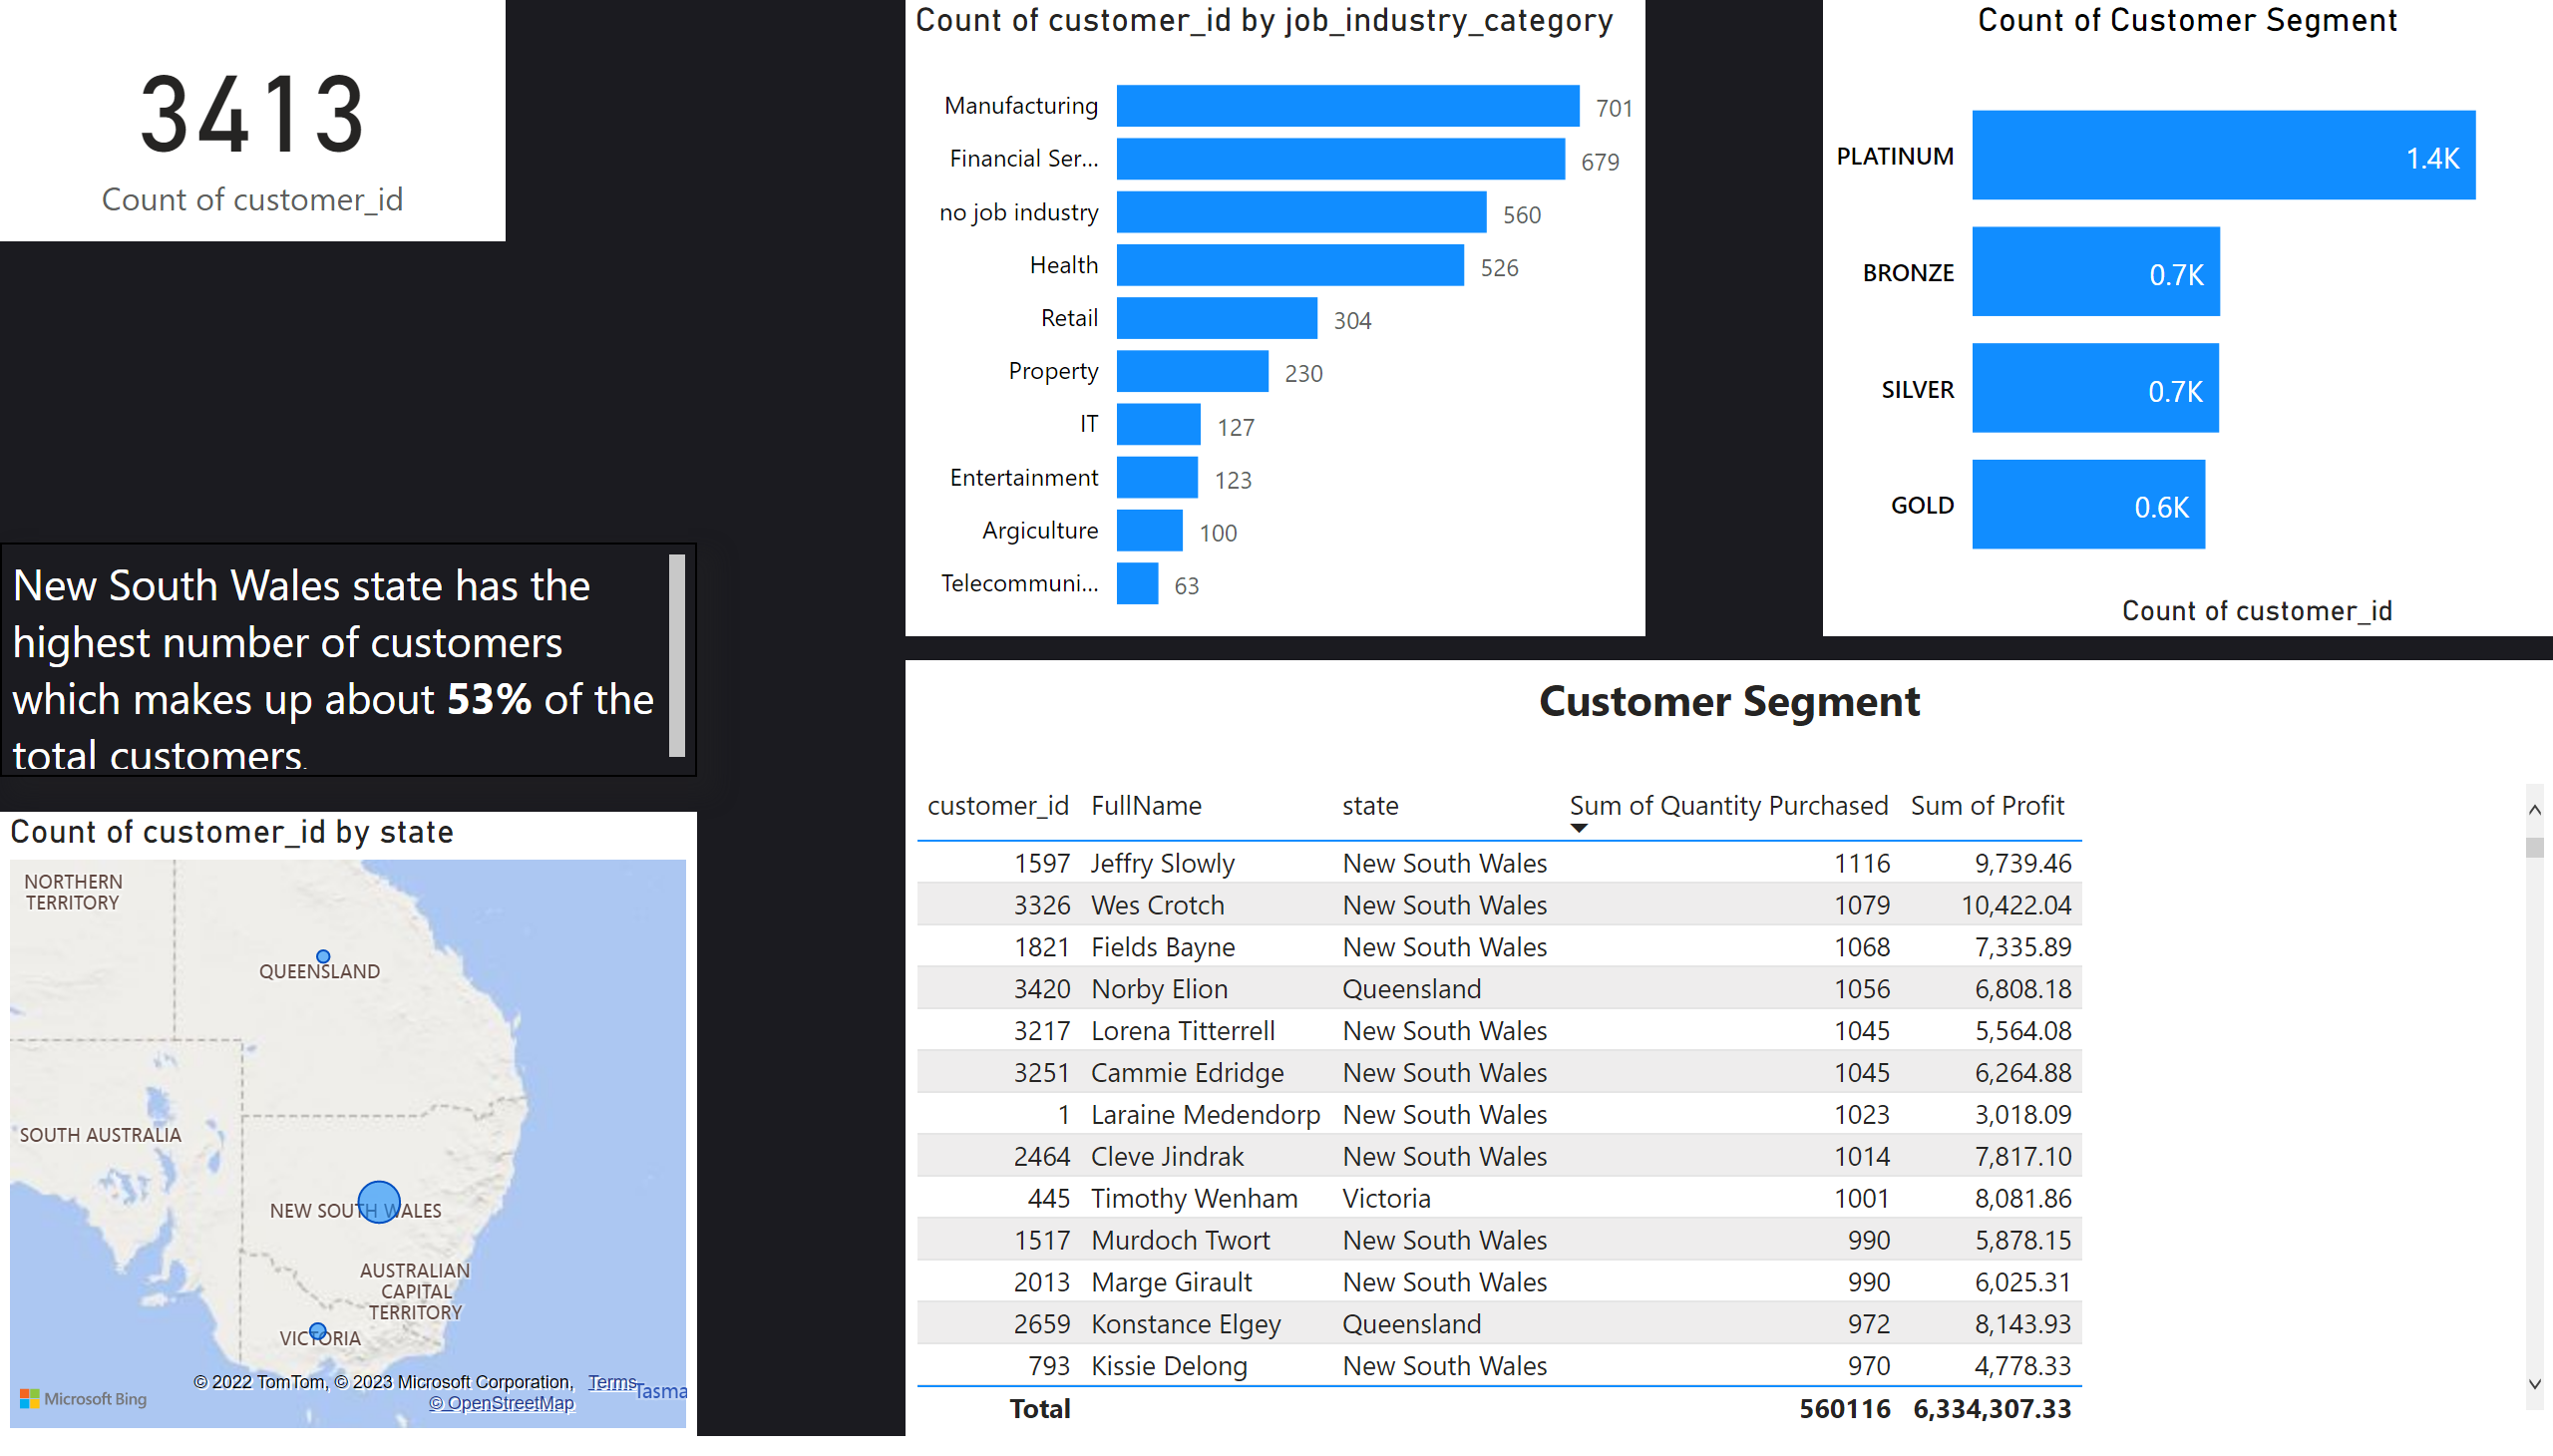 3413
Count of customer_id
New South Wales state has the
highest number of customers
which makes up about 53% of the
total customers.
Count of customer_id by state
NORTHERN
TERRITORY
QUEENSLAND
SOUTH AUSTRALIA
NEW SOUTH WALES
AUSTRALIAN
CAPITAL
TERRITORY
VICTORIA
© 2022 TomTom, © 2023 Microsoft Corporation, Terms
Tasma
© OpenStreetMap
Microsoft Bing
Count of customer_id by job_industry_category
Manufacturing 701
Financial Ser... 679
no job industry 560
Health 526
Retail 304
Property 230
IT 127
Entertainment 123
Argiculture 100
Telecommuni... 63
Count of Customer Segment
PLATINUM 1.4K
BRONZE 0.7K
SILVER 0.7K
GOLD 0.6K
Count of customer_id
Customer Segment
customer_id FullName state Sum of Quantity Purchased Sum of Profit
1597 Jeffry Slowly New South Wales 1116 9,739.46
3326 Wes Crotch New South Wales 1079 10,422.04
1821 Fields Bayne New South Wales 1068 7,335.89
3420 Norby Elion Queensland 1056 6,808.18
3217 Lorena Titterrell New South Wales 1045 5,564.08
3251 Cammie Edridge New South Wales 1045 6,264.88
1 Laraine Medendorp New South Wales 1023 3,018.09
2464 Cleve Jindrak New South Wales 1014 7,817.10
445 Timothy Wenham Victoria 1001 8,081.86
1517 Murdoch Twort New South Wales 990 5,878.15
2013 Marge Girault New South Wales 990 6,025.31
2659 Konstance Elgey Queensland 972 8,143.93
793 Kissie Delong New South Wales 970 4,778.33
Total 560116 6,334,307.33